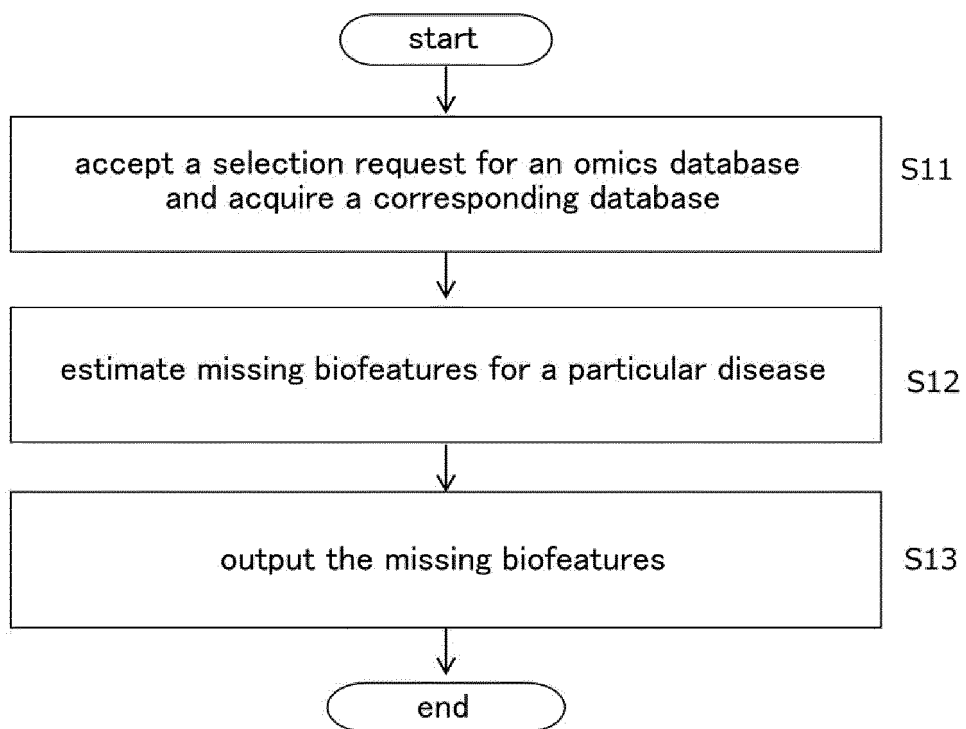 start
accept a selection request for an omics database
and acquire a corresponding database
S11
estimate missing biofeatures for a particular disease
S12
output the missing biofeatures
S13
end